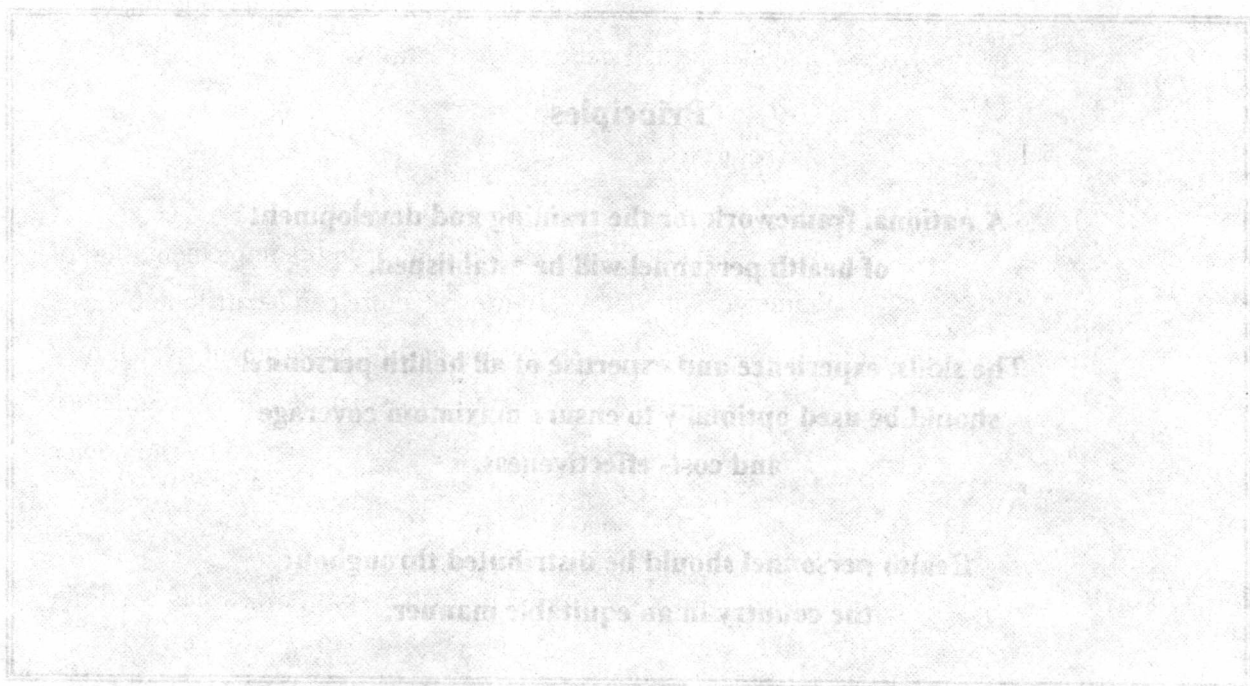 Principles
A national framework for the training and development
of health personnel will be established.
The skills, experience and expertise of all health personnel
should be used optimally to ensure maximum coverage
and cost-effectiveness.
Health personnel should be distributed throughout
the country in an equitable manner.